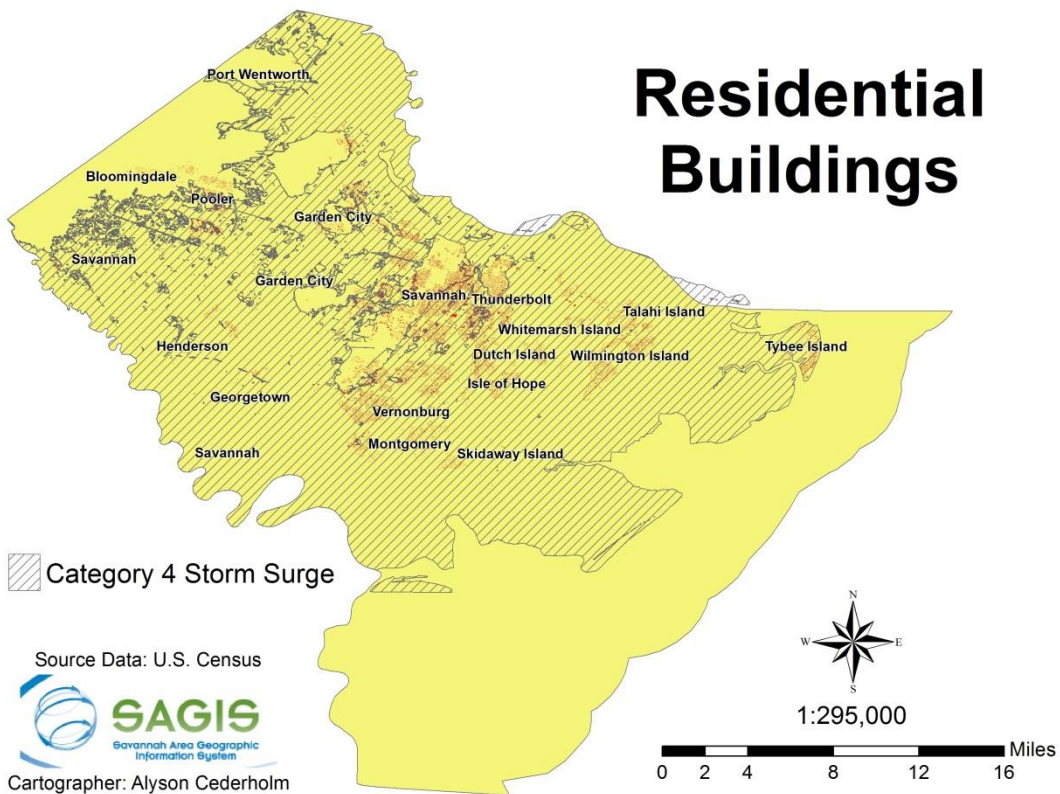 Residential
Buildings
Port Wentworth
Bloomingdale
Pooler
Garden City
Savannah
Garden City
Savannah
Thunderbolt
Talahi Island
Whitemarsh Island
Henderson
Dutch Island
Wilmington Island
Tybee Island
Isle of Hope
Georgetown
Vernonburg
Montgomery
Savannah
Skidaway Island
Category 4 Storm Surge
Source Data: U.S. Census
SAGIS
Savannah Area Geographic
Information System
Cartographer: Alyson Cederholm
N
W
E
S
1:295,000
Miles
0 2 4 8 12 16